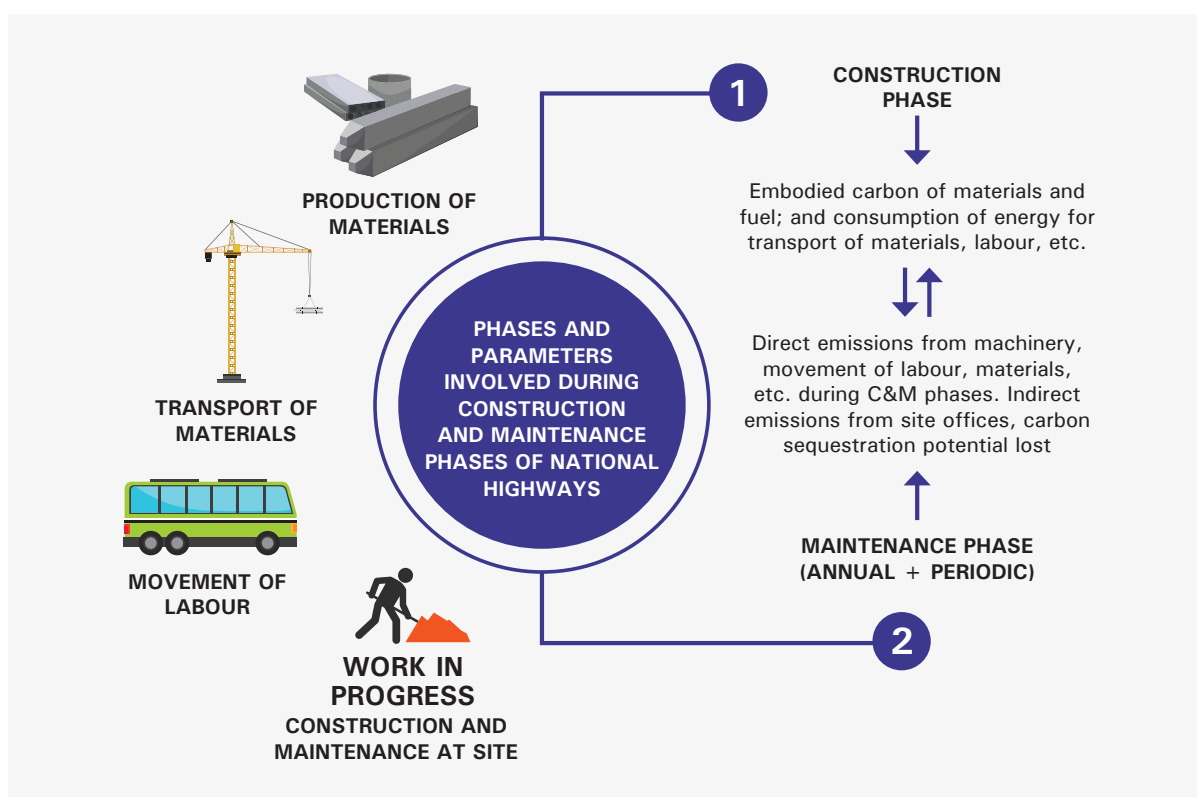 PRODUCTION OF
MATERIALS
TRANSPORT OF
MATERIALS
MOVEMENT OF
LABOUR
WORK IN
PROGRESS
CONSTRUCTION AND
MAINTENANCE AT SITE
PHASES AND
PARAMETERS
INVOLVED DURING
CONSTRUCTION
AND MAINTENANCE
PHASES OF NATIONAL
HIGHWAYS
1
CONSTRUCTION
PHASE
Embodied carbon of materials and
fuel; and consumption of energy for
transport of materials, labour, etc.
Direct emissions from machinery,
movement of labour, materials,
etc. during C&M phases. Indirect
emissions from site offices, carbon
sequestration potential lost
MAINTENANCE PHASE
(ANNUAL + PERIODIC)
2